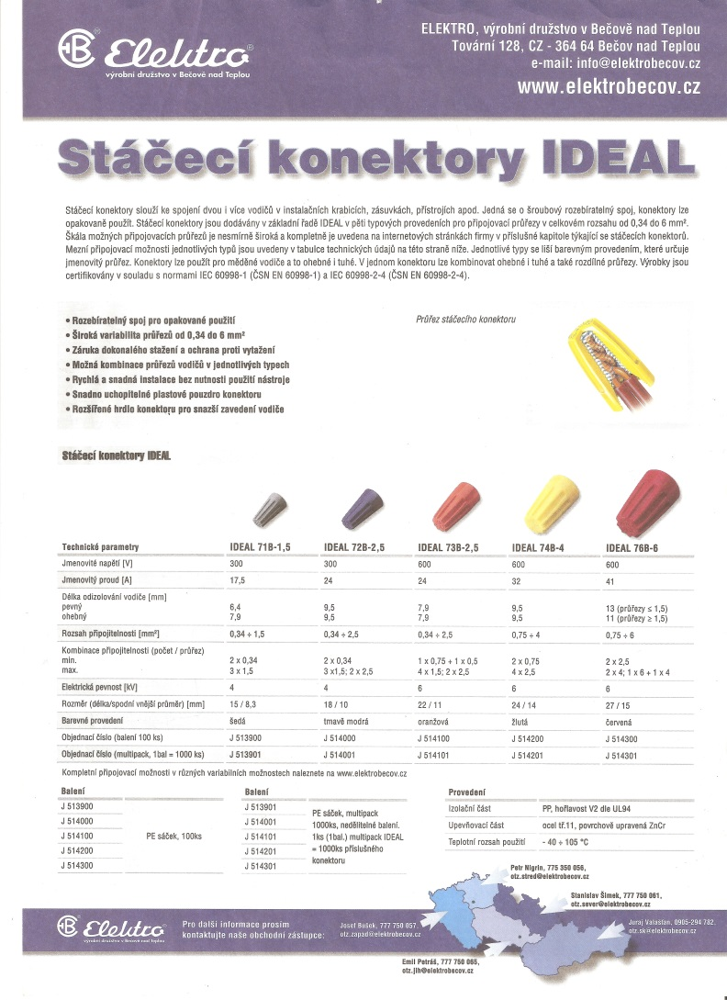 Elektro®
výrobní družstvo v Bečově nad Teplou
ELEKTRO, výrobní družstvo v Bečově nad Teplou
Tovární 128, CZ - 364 64 Bečov nad Teplou
e-mail: info@elektrobecov.cz
www.elektrobecov.cz
Stáčecí konektory IDEAL
Stáčecí konektory slouží ke spojení dvou i více vodičů v instalačních krabicích, zásuvkách, přístrojích apod. Jedná se o šroubový rozebíratelný spoj, konektory lze
opakovaně použít. Stáčecí konektory jsou dodávány v základní řadě IDEAL v pěti typových provedeních pro připojovací průřezy v celkovém rozsahu od 0,34 do 6 mm².
Škála možných připojovacích průřezů je nesmírně široká a kompletně je uvedena na internetových stránkách firmy v příslušné kapitole týkající se stáčecích konektorů.
Mezní připojovací možnosti jednotlivých typů jsou uvedeny v tabulce technických údajů na této straně níže. Jednotlivé typy se liší barevným provedením, které určuje
jmenovitý průřez. Konektory lze použít pro měděné vodiče a to ohebné i tuhé. V jednom konektoru lze kombinovat ohebné i tuhé a také rozdílné průřezy. Výrobky jsou
certifikovány v souladu s normami IEC 60998-1 (ČSN EN 60998-1) a IEC 60998-2-4 (ČSN EN 60998-2-4).
• Rozebíratelný spoj pro opakované použití
• Široká variabilita průřezů od 0,34 do 6 mm²
• Záruka dokonalého stažení a ochrana proti vytažení
• Možná kombinace průřezů vodičů v jednotlivých typech
• Rychlá a snadná instalace bez nutnosti použití nástroje
• Snadno uchopitelné plastové pouzdro konektoru
• Rozšířené hrdlo konektoru pro snazší zavedení vodiče
Průřez stáčecího konektoru
Stáčecí konektory IDEAL
Technické parametry IDEAL 71B-1,5 IDEAL 72B-2,5 IDEAL 73B-2,5 IDEAL 74B-4 IDEAL 76B-6
Jmenovité napětí [V] 300 300 600 600 600
Jmenovitý proud [A] 17,5 24 24 32 41
Délka odizolování vodiče [mm]
pevný 6,4 9,5 7,9 9,5 13 (průřezy ≤ 1,5)
ohebný 7,9 9,5 7,9 9,5 11 (průřezy ≥ 1,5)
Rozsah připojitelnosti [mm²] 0,34 ÷ 1,5 0,34 ÷ 2,5 0,34 ÷ 2,5 0,75 ÷ 4 0,75 ÷ 6
Kombinace připojitelnosti (počet / průřez)
min. 2 x 0,34 2 x 0,34 1 x 0,75 + 1 x 0,5 2 x 0,75 2 x 2,5
max. 3 x 1,5 3 x1,5; 2 x 2,5 4 x 1,5; 2 x 2,5 4 x 2,5 2 x 4; 1 x 6 + 1 x 4
Elektrická pevnost [kV] 4 4 6 6 6
Rozměr (délka/spodní vnější průměr) [mm] 15 / 8,3 18 / 10 22 / 11 24 / 14 27 / 15
Barevné provedení šedá tmavě modrá oranžová žlutá červená
Objednací číslo (balení 100 ks) J 513900 J 514000 J 514100 J 514200 J 514300
Objednací číslo (multipack, 1bal = 1000 ks) J 513901 J 514001 J 514101 J 514201 J 514301
Kompletní připojovací možnosti v různých variabilních možnostech naleznete na www.elektrobecov.cz
Balení
J 513900
J 514000
J 514100
J 514200
J 514300
PE sáček, 100ks
Balení
J 513901
J 514001
J 514101
J 514201
J 514301
PE sáček, multipack
1000ks, nedělitelné balení.
1ks (1bal.) multipack IDEAL
= 1000ks příslušného
konektoru
Provedení
Izolační část PP, hořlavost V2 dle UL94
Upevňovací část ocel tř.11, povrchově upravená ZnCr
Teplotní rozsah použití - 40 ÷ 105 °C
Petr Nigrin, 775 350 056,
otz.stred@elektrobecov.cz
Stanislav Šimek, 777 750 061,
otz.sever@elektrobecov.cz
Elektro®
výrobní družstvo v Bečově nad Teplou
Pro další informace prosím
kontaktujte naše obchodní zástupce:
Josef Bušek, 777 750 057,
otz.zapad@elektrobecov.cz
Juraj Valašťan, 0905-294 782,
otz.sk@elektrobecov.cz
Emil Petráš, 777 750 065,
otz.jih@elektrobecov.cz